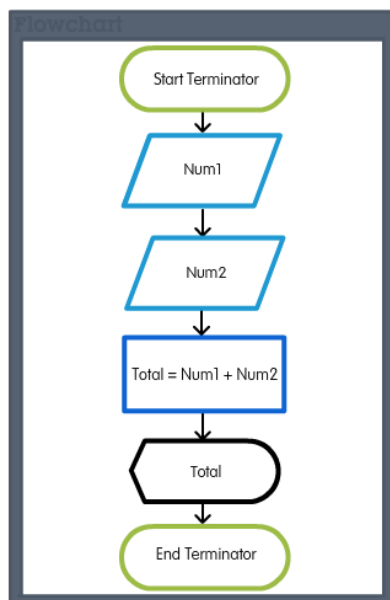 Flowchart
Start Terminator
Num1
Num2
Total = Num1 + Num2
Total
End Terminator